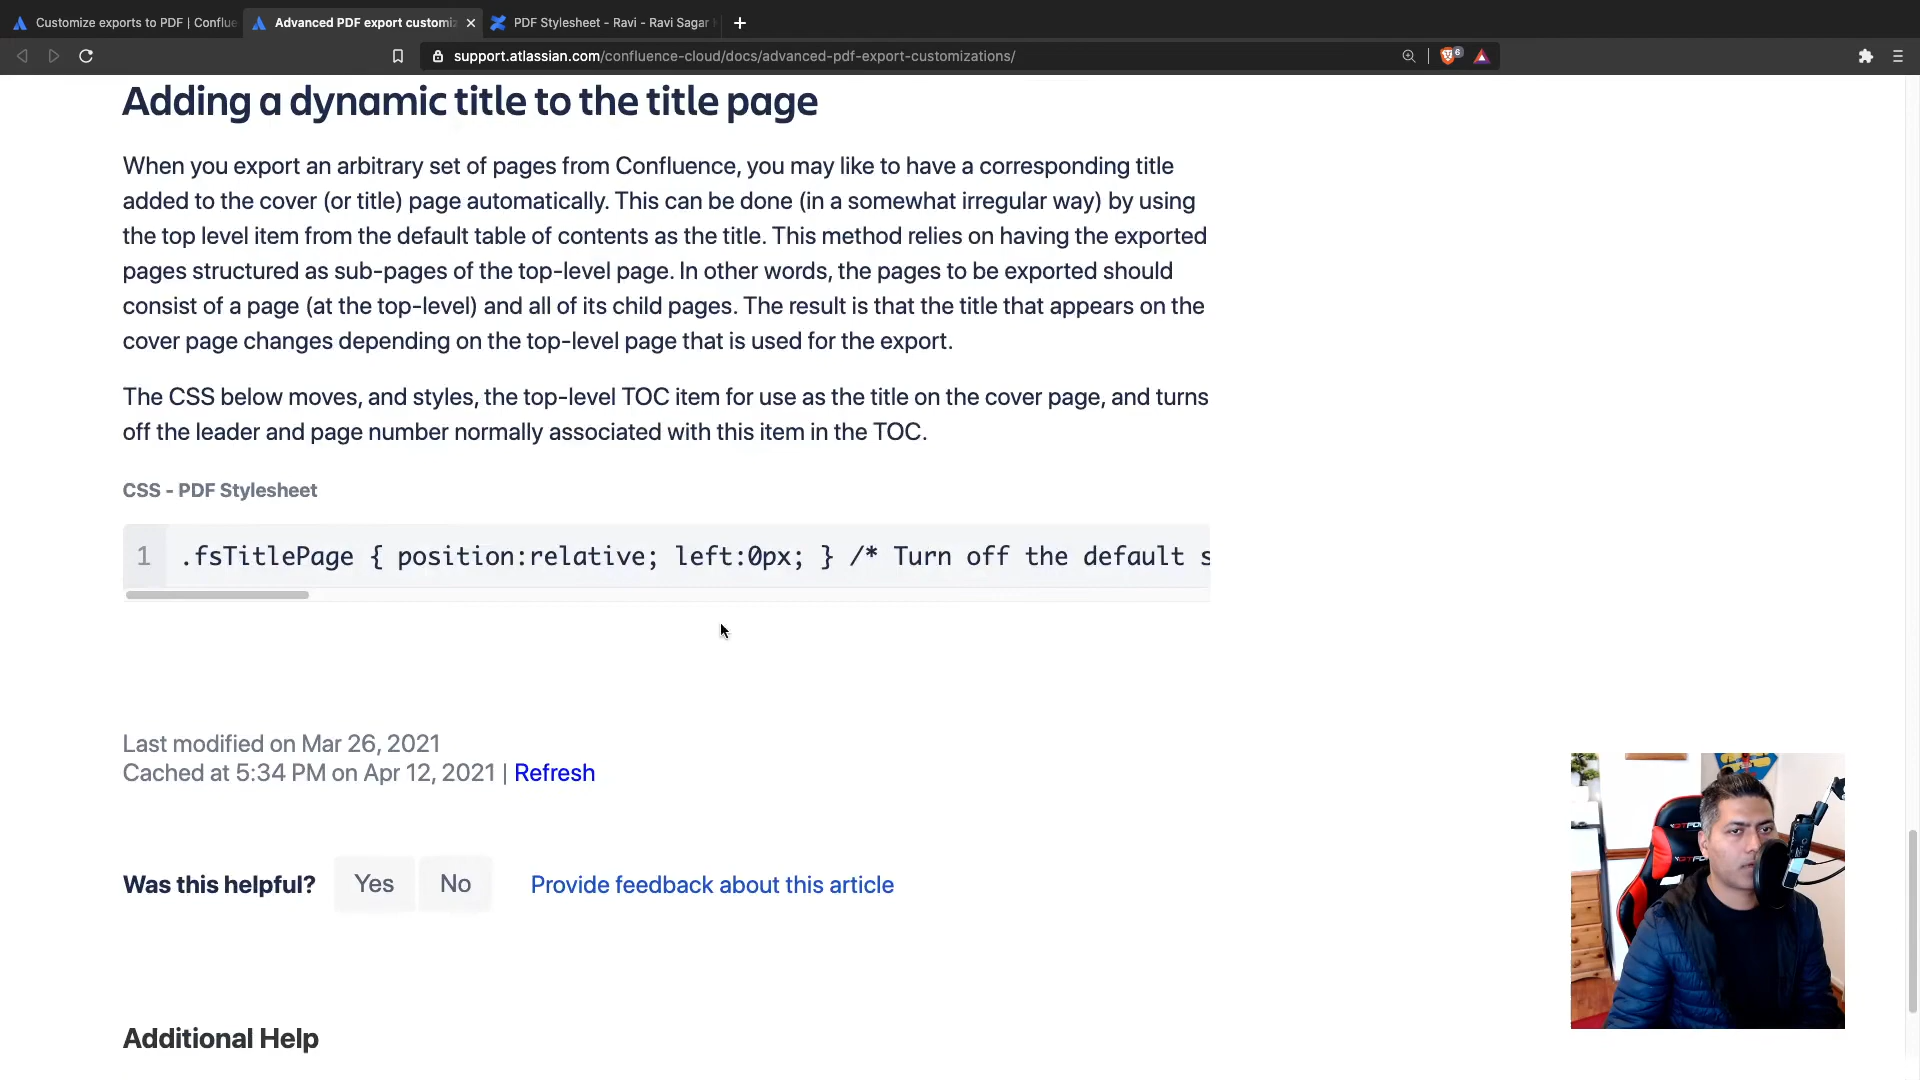 Customize exports to PDF | Conflue
Advanced PDF export customiz
PDF Stylesheet - Ravi - Ravi Sagar
support.atlassian.com/confluence-cloud/docs/advanced-pdf-export-customizations/
6
Adding a dynamic title to the title page
When you export an arbitrary set of pages from Confluence, you may like to have a corresponding title
added to the cover (or title) page automatically. This can be done (in a somewhat irregular way) by using
the top level item from the default table of contents as the title. This method relies on having the exported
pages structured as sub-pages of the top-level page. In other words, the pages to be exported should
consist of a page (at the top-level) and all of its child pages. The result is that the title that appears on the
cover page changes depending on the top-level page that is used for the export.
The CSS below moves, and styles, the top-level TOC item for use as the title on the cover page, and turns
off the leader and page number normally associated with this item in the TOC.
CSS - PDF Stylesheet
1 .fsTitlePage { position:relative; left:0px; } /* Turn off the default s
Last modified on Mar 26, 2021
Cached at 5:34 PM on Apr 12, 2021 | Refresh
Was this helpful? Yes No Provide feedback about this article
Additional Help